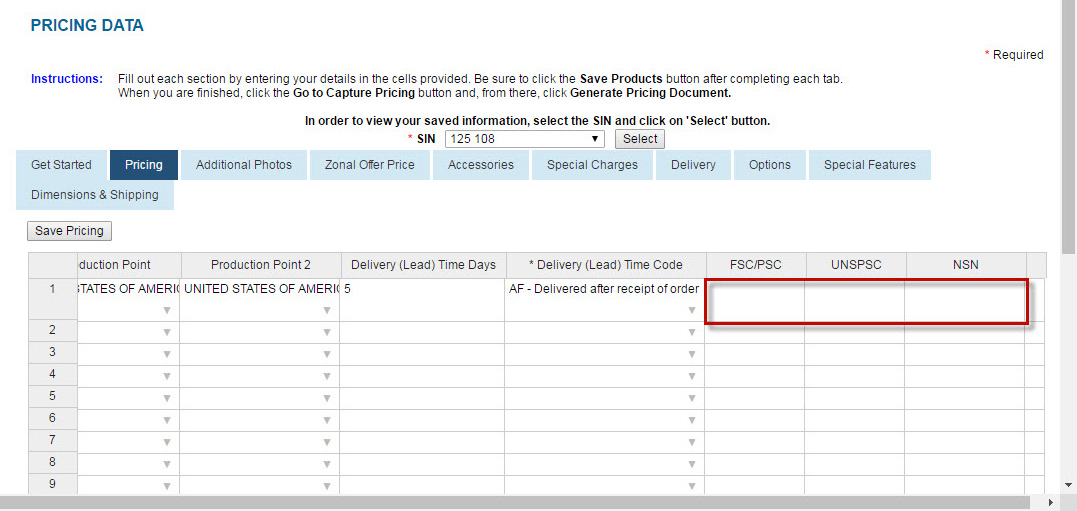 PRICING DATA
* Required
Instructions: Fill out each section by entering your details in the cells provided. Be sure to click the Save Products button after completing each tab.
When you are finished, click the Go to Capture Pricing button and, from there, click Generate Pricing Document.
In order to view your saved information, select the SIN and click on 'Select' button.
* SIN 125 108 Select
Get Started Pricing Additional Photos Zonal Offer Price Accessories Special Charges Delivery Options Special Features
Dimensions & Shipping
Save Pricing
duction Point Production Point 2 Delivery (Lead) Time Days * Delivery (Lead) Time Code FSC/PSC UNSPSC NSN
1 STATES OF AMERI UNITED STATES OF AMERI 5 AF - Delivered after receipt of order
2
3
4
5
6
7
8
9